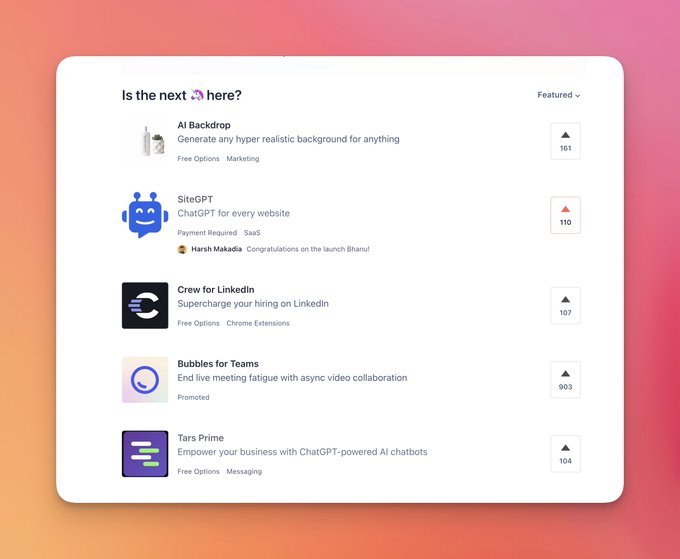 Is the next 🦄 here?
Featured
AI Backdrop
Generate any hyper realistic background for anything
Free Options Marketing
161
SiteGPT
ChatGPT for every website
Payment Required SaaS
Harsh Makadia Congratulations on the launch Bhanu!
110
Crew for LinkedIn
Supercharge your hiring on LinkedIn
Free Options Chrome Extensions
107
Bubbles for Teams
End live meeting fatigue with async video collaboration
Promoted
903
Tars Prime
Empower your business with ChatGPT-powered AI chatbots
Free Options Messaging
104